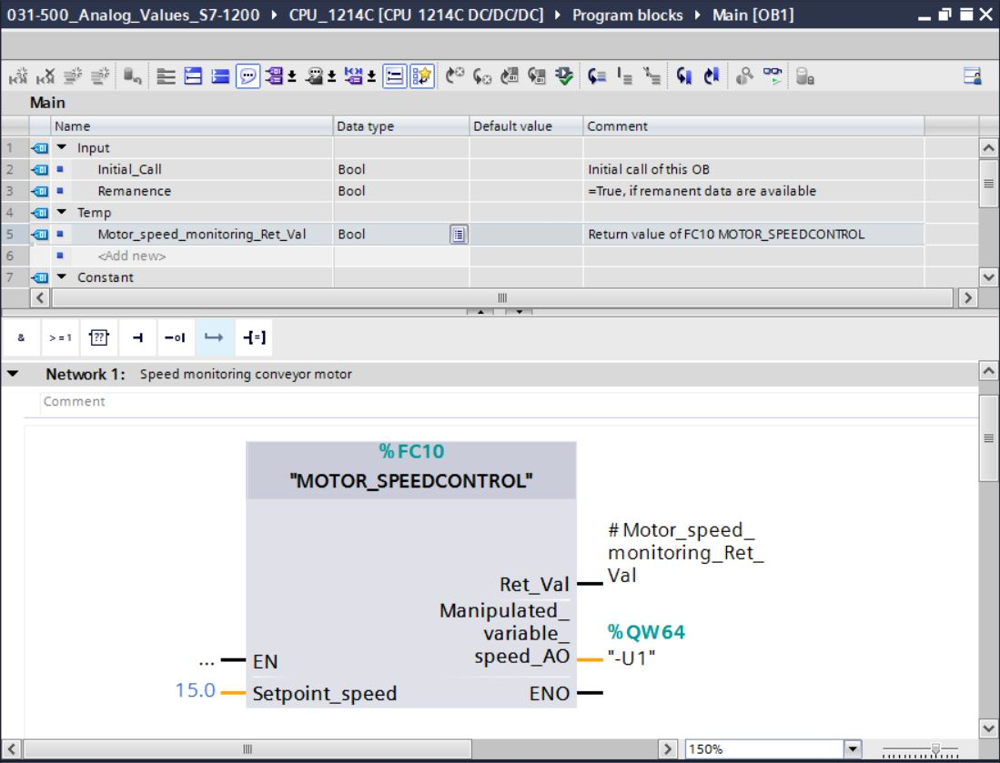 031-500_Analog_Values_S7-1200 ▸ CPU_1214C [CPU 1214C DC/DC/DC] ▸ Program blocks ▸ Main [OB1]
Main
Name Data type Default value Comment
1 Input
2 Initial_Call Bool Initial call of this OB
3 Remanence Bool =True, if remanent data are available
4 Temp
5 Motor_speed_monitoring_Ret_Val Bool Return value of FC10 MOTOR_SPEEDCONTROL
6 <Add new>
7 Constant
& >=1 ??
Network 1: Speed monitoring conveyor motor
Comment
%FC10
"MOTOR_SPEEDCONTROL"
#Motor_speed_
monitoring_Ret_
Val
Ret_Val
Manipulated_
variable_
speed_AO
%QW64
"-U1"
... EN
15.0 Setpoint_speed
ENO
150%